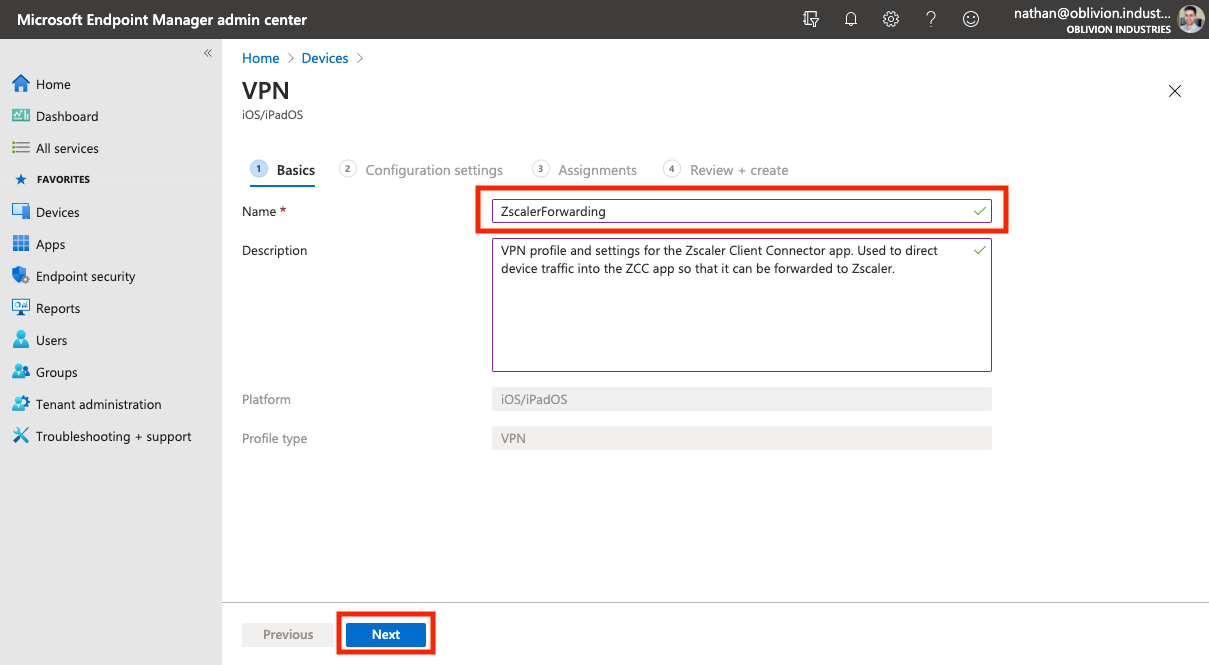 Microsoft Endpoint Manager admin center
nathan@oblivion.indust...
OBLIVION INDUSTRIES
«
Home
Dashboard
All services
FAVORITES
Devices
Apps
Endpoint security
Reports
Users
Groups
Tenant administration
Troubleshooting + support
Home > Devices >
VPN
iOS/iPadOS
1 Basics
2 Configuration settings
3 Assignments
4 Review + create
Name *
ZscalerForwarding
Description
VPN profile and settings for the Zscaler Client Connector app. Used to direct
device traffic into the ZCC app so that it can be forwarded to Zscaler.
Platform
iOS/iPadOS
Profile type
VPN
Previous
Next